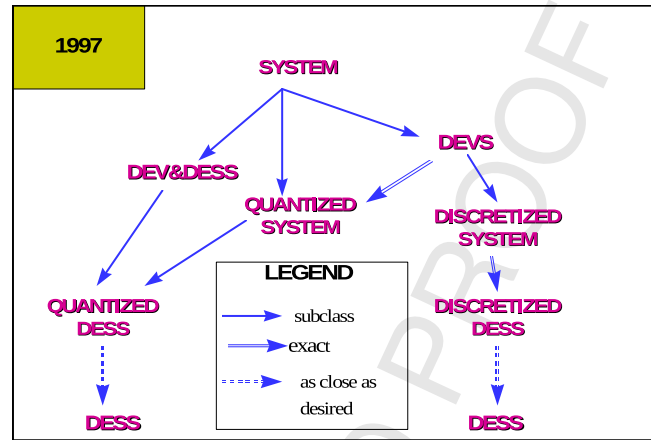 1997
SYSTEM
DEVS
DEV&DESS
QUANTIZED
SYSTEM
DISCRETIZED
SYSTEM
QUANTIZED
DESS
DISCRETIZED
DESS
DESS
DESS
LEGEND
subclass
exact
as close as
desired
PROOF